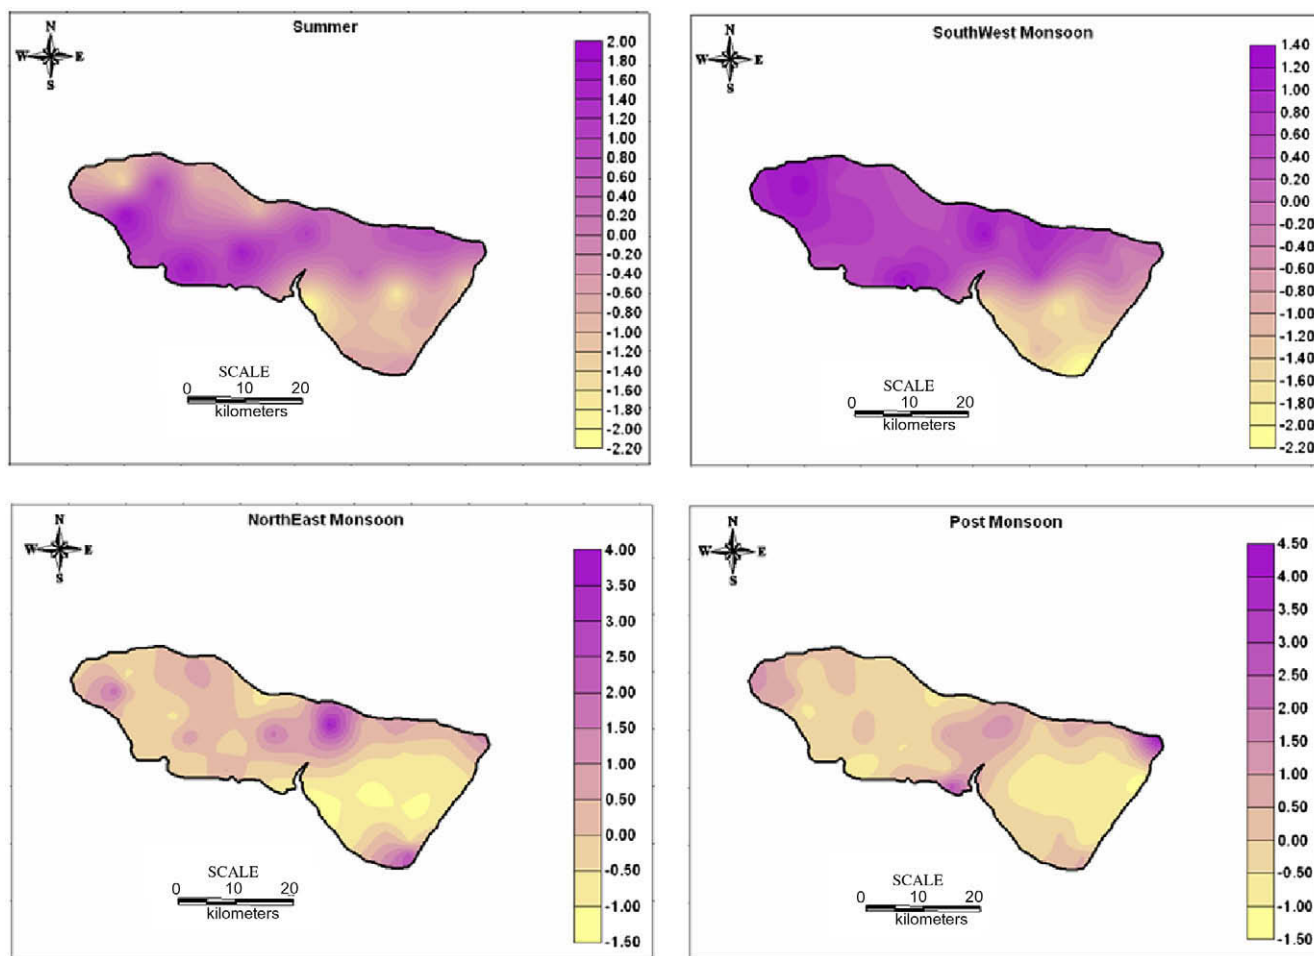 Summer
N
W E
S
2.00
1.80
1.60
1.40
1.20
1.00
0.80
0.60
0.40
0.20
0.00
-0.20
-0.40
-0.60
-0.80
-1.00
-1.20
-1.40
-1.60
-1.80
-2.00
-2.20
SCALE
0 10 20
kilometers
SouthWest Monsoon
N
W E
S
1.40
1.20
1.00
0.80
0.60
0.40
0.20
0.00
-0.20
-0.40
-0.60
-0.80
-1.00
-1.20
-1.40
-1.60
-1.80
-2.00
-2.20
SCALE
0 10 20
kilometers
NorthEast Monsoon
N
W E
S
4.00
3.50
3.00
2.50
2.00
1.50
1.00
0.50
0.00
-0.50
-1.00
-1.50
SCALE
0 10 20
kilometers
Post Monsoon
N
W E
S
4.50
4.00
3.50
3.00
2.50
2.00
1.50
1.00
0.50
0.00
-0.50
-1.00
-1.50
SCALE
0 10 20
kilometers